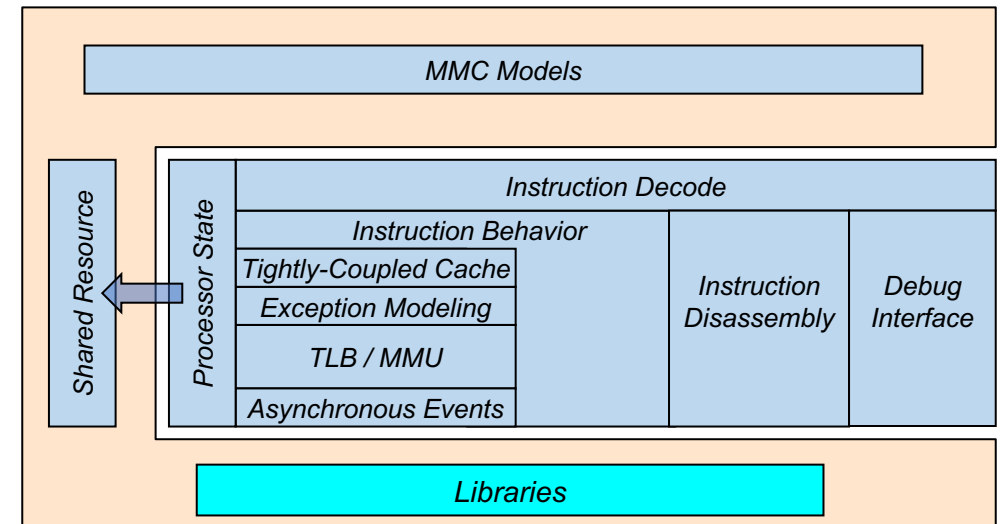 MMC Models
Shared Resource
Processor State
Instruction Decode
Instruction Behavior
Tightly-Coupled Cache
Exception Modeling
TLB / MMU
Asynchronous Events
Instruction
Disassembly
Debug
Interface
Libraries